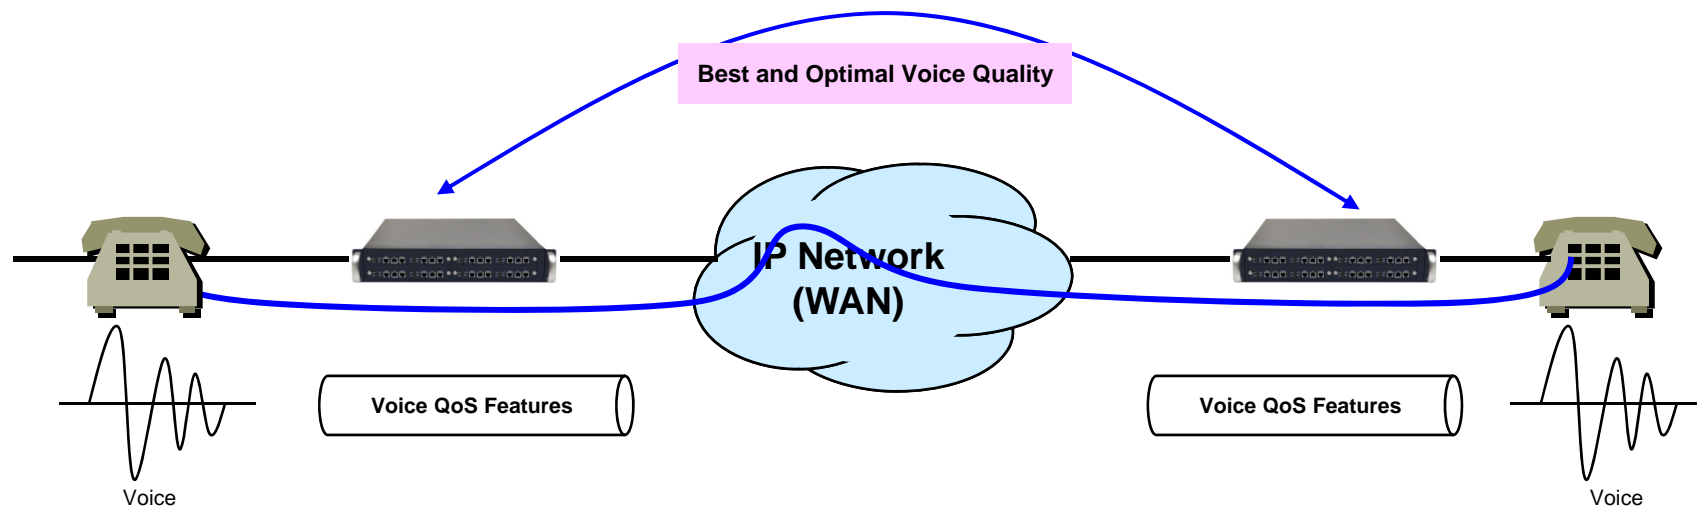 Best and Optimal Voice Quality
IP Network
(WAN)
Voice QoS Features
Voice QoS Features
Voice
Voice